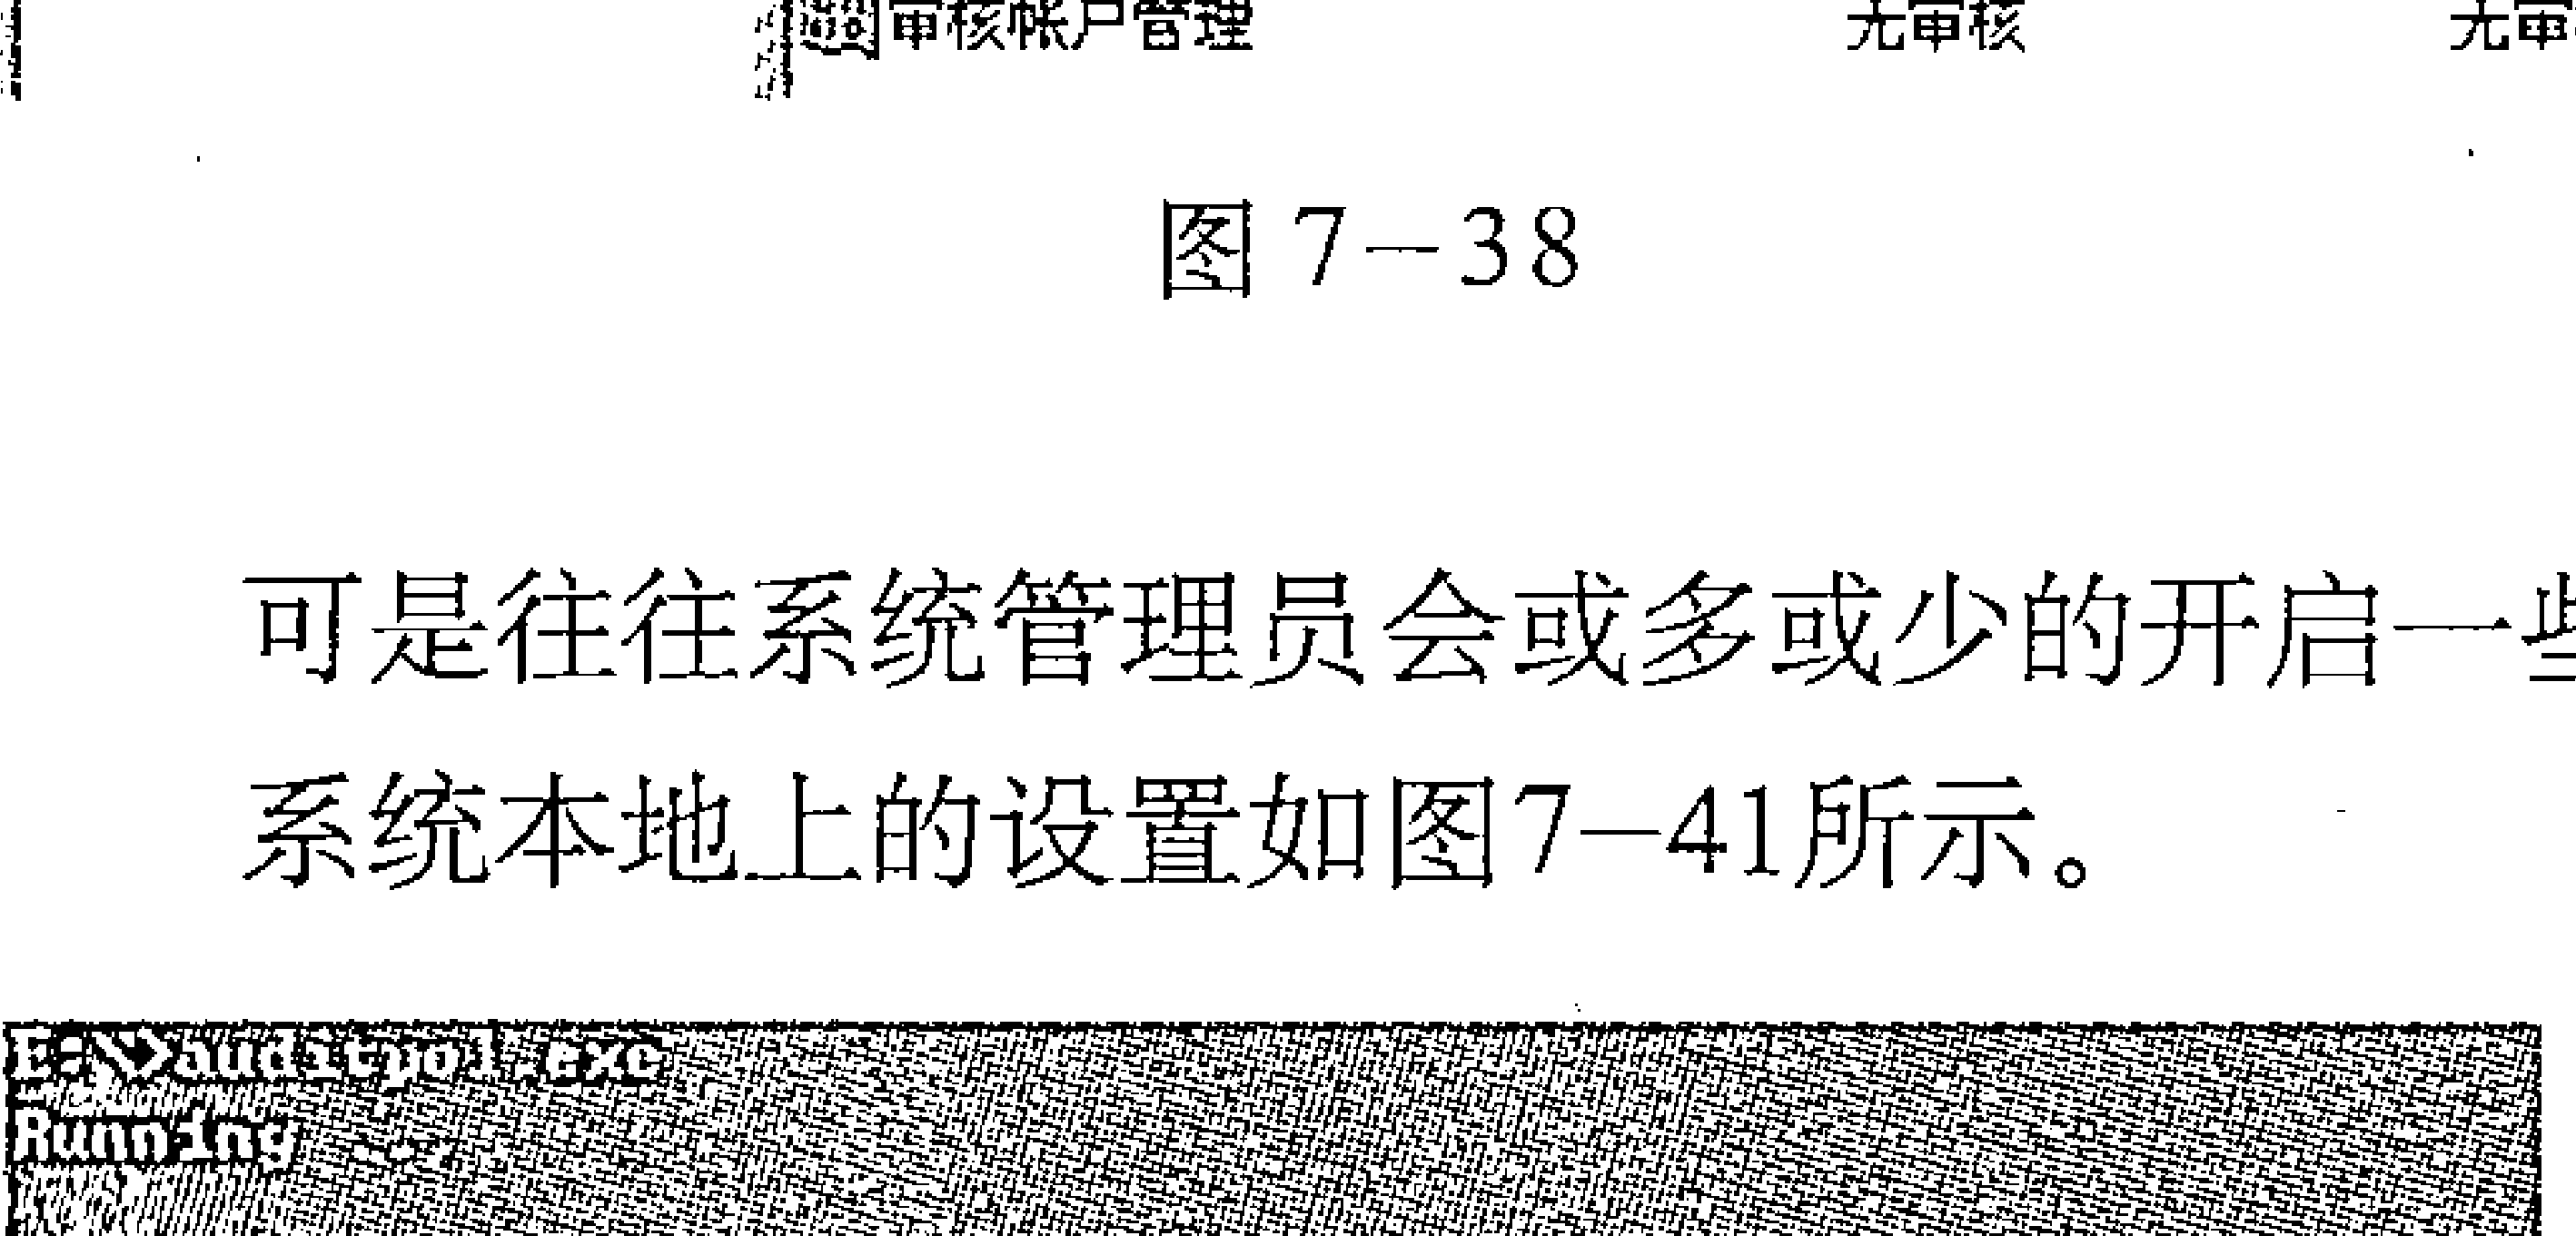 审核帐户管理 无审核 无审
图 7-38
可是往往系统管理员会或多或少的开启一些
系统本地上的设置如图7-41所示。
E:\>auditpol.exe
Running